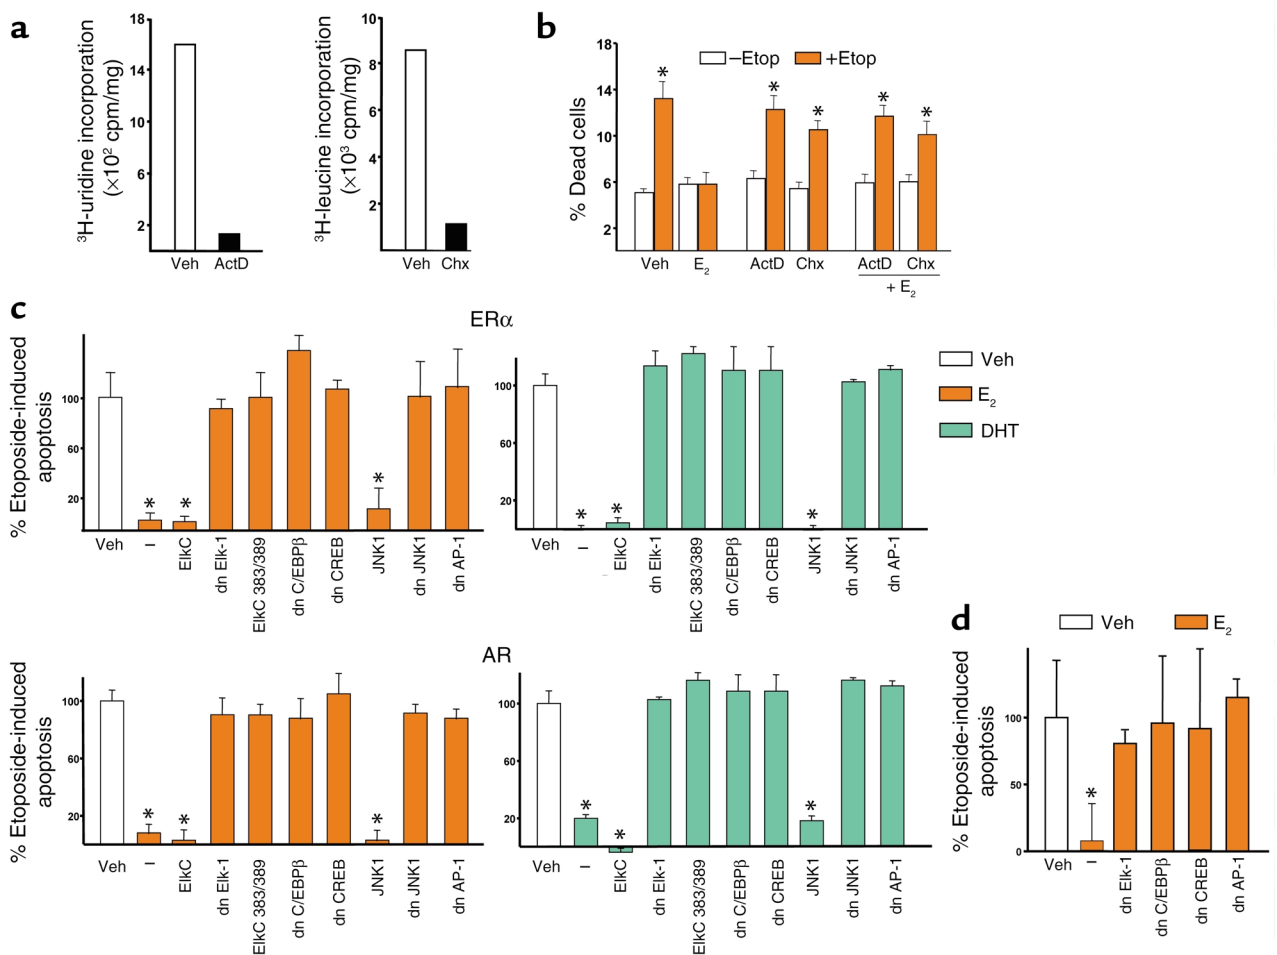 a
³H-uridine incorporation
(×10² cpm/mg)
18
14
10
6
2
Veh ActD
³H-leucine incorporation
(×10³ cpm/mg)
10
8
6
4
2
Veh Chx
b
% Dead cells
18
14
10
6
2
–Etop +Etop
* * * * *
Veh E₂ ActD Chx ActD Chx
+ E₂
c
ERα
% Etoposide-induced
apoptosis
100
60
20
* * *
Veh – ElkC dn Elk-1 ElkC 383/389 dn C/EBPβ dn CREB JNK1 dn JNK1 dn AP-1
100
60
20
* * *
Veh – ElkC dn Elk-1 ElkC 383/389 dn C/EBPβ dn CREB JNK1 dn JNK1 dn AP-1
Veh
E₂
DHT
AR
% Etoposide-induced
apoptosis
100
60
20
* * *
Veh – ElkC dn Elk-1 ElkC 383/389 dn C/EBPβ dn CREB JNK1 dn JNK1 dn AP-1
100
60
20
* * *
Veh – ElkC dn Elk-1 ElkC 383/389 dn C/EBPβ dn CREB JNK1 dn JNK1 dn AP-1
d
Veh E₂
% Etoposide-induced
apoptosis
100
50
0
*
Veh – dn Elk-1 dn C/EBPβ dn CREB dn AP-1